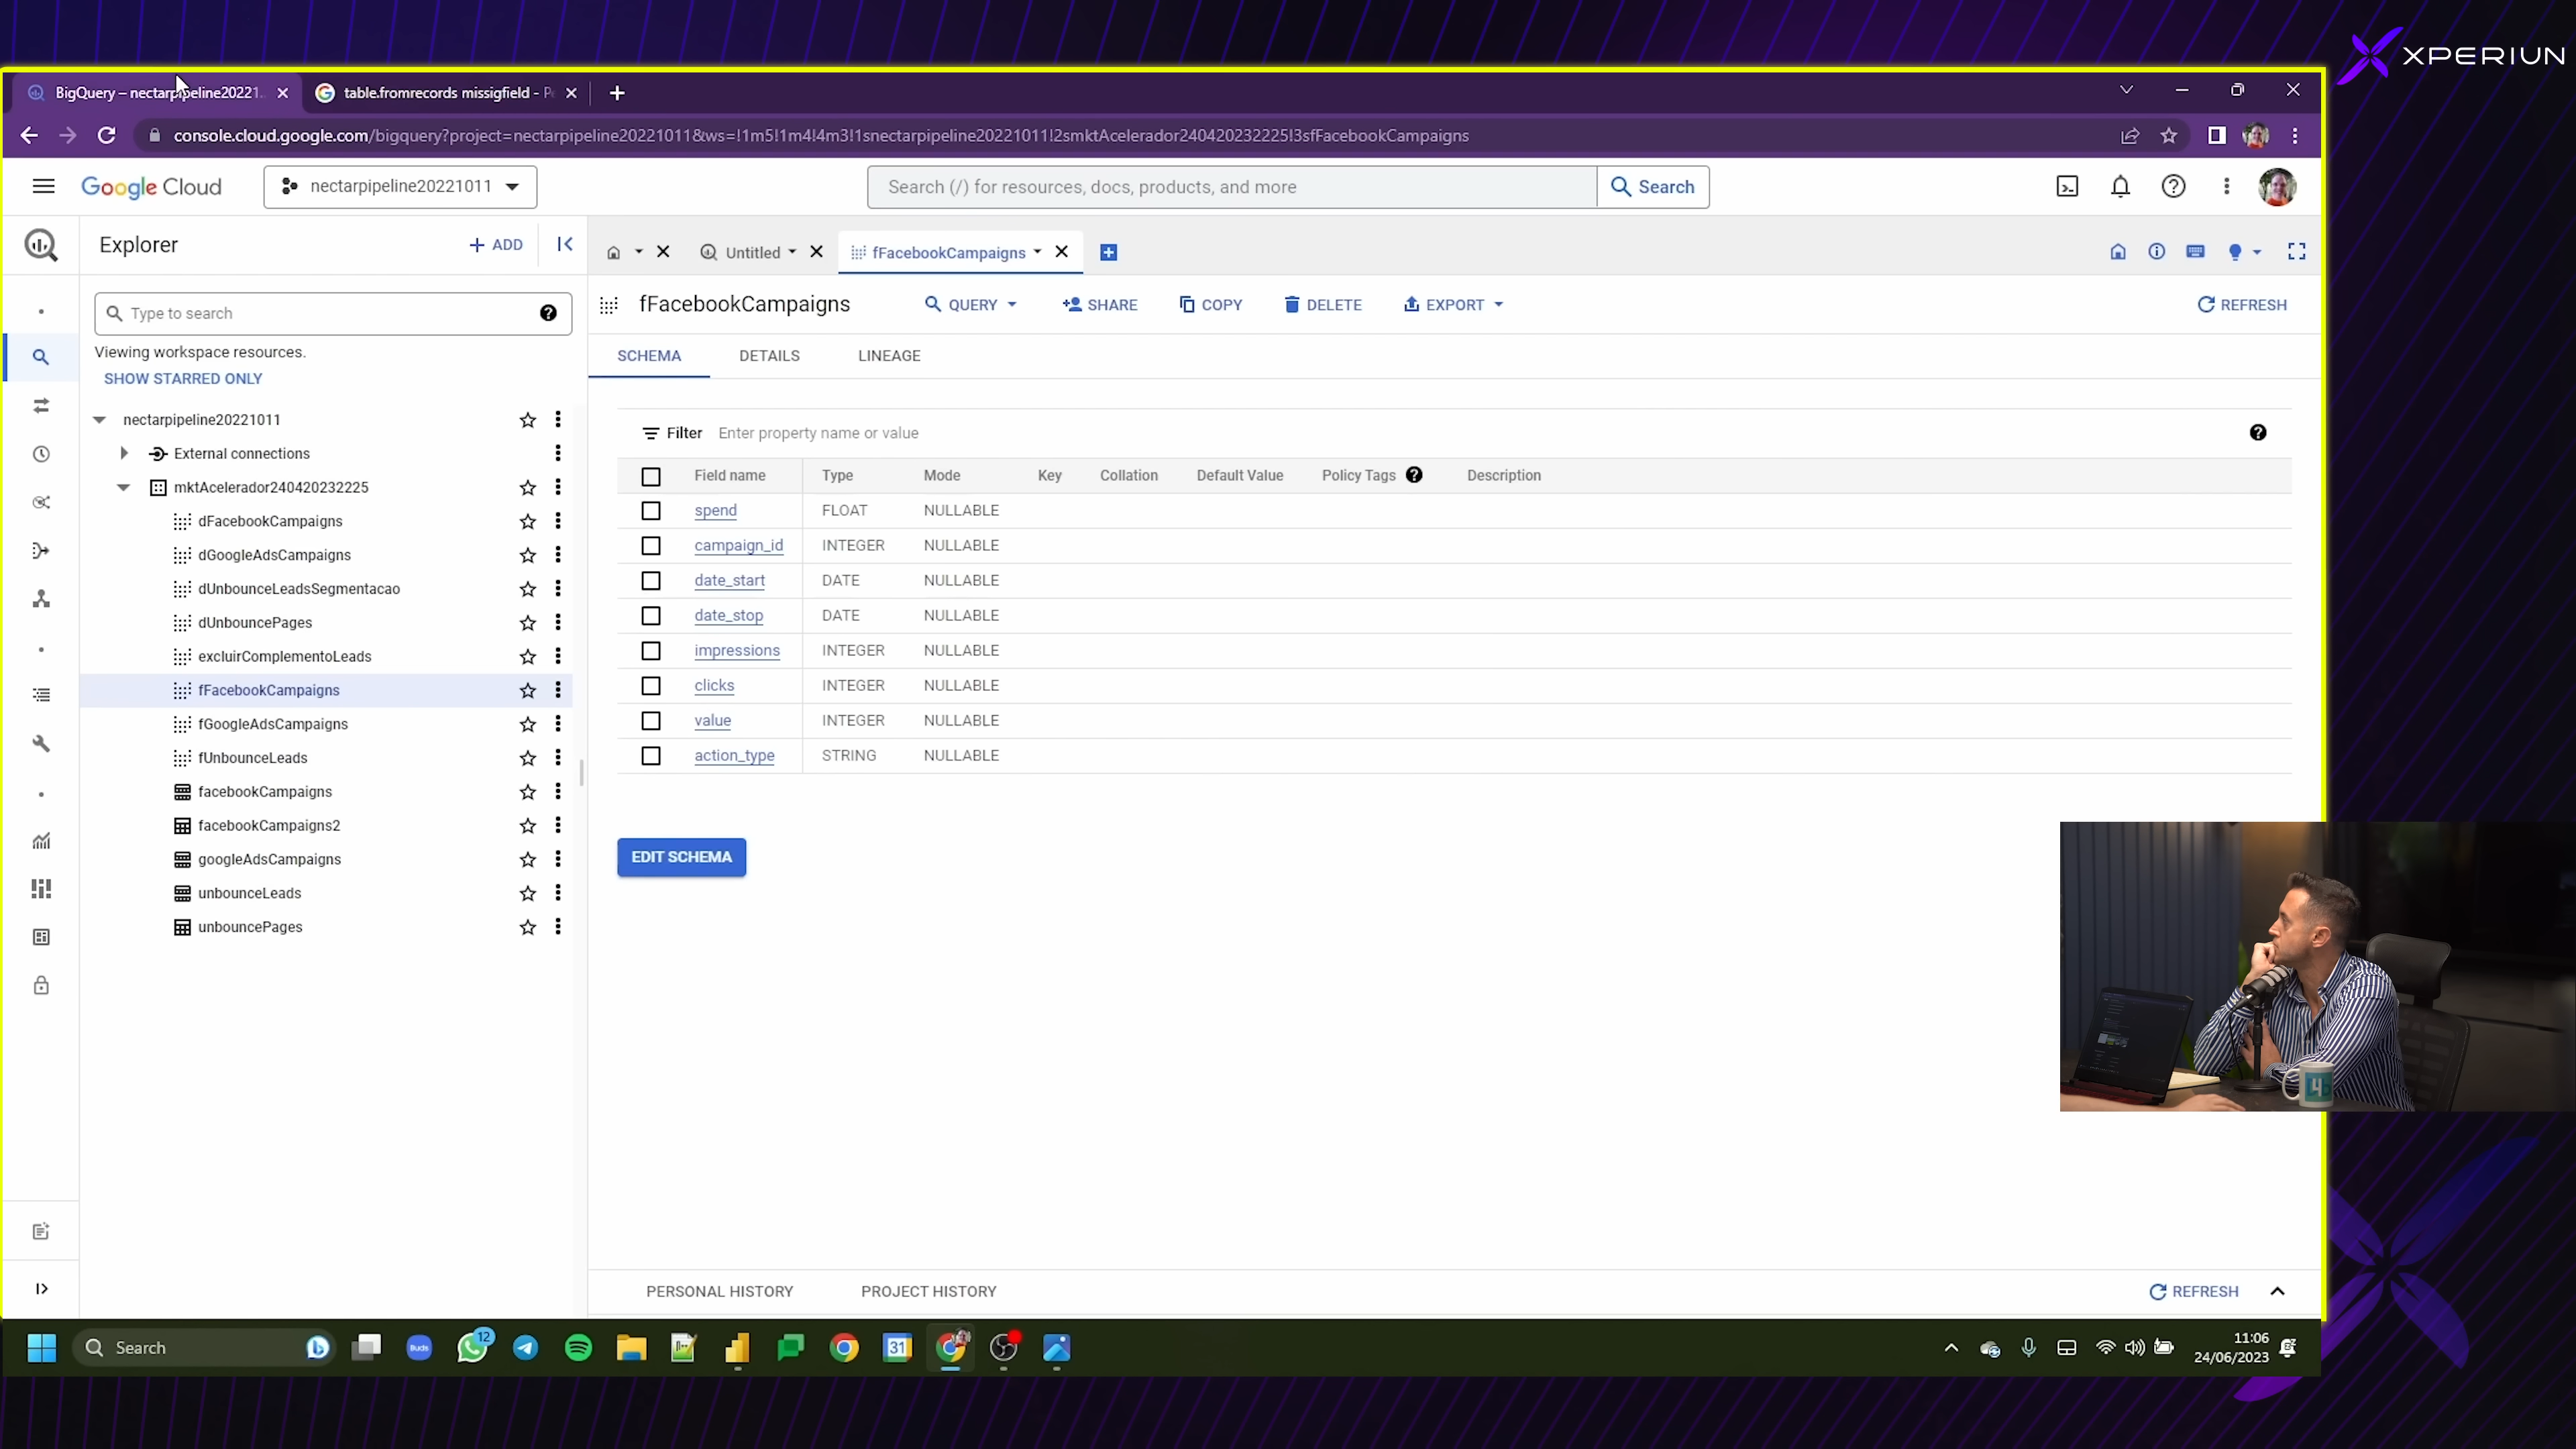 XPERIUN
BigQuery – nectarpipeline20221
table.fromrecords missigfield - P
console.cloud.google.com/bigquery?project=nectarpipeline20221011&ws=!1m5!1m4!4m3!1snectarpipeline20221011!2smktAcelerador240420232225!3sfFacebookCampaigns
Google Cloud
nectarpipeline20221011
Search (/) for resources, docs, products, and more
Search
Explorer
+ ADD
Untitled
fFacebookCampaigns
Type to search
fFacebookCampaigns
QUERY
SHARE
COPY
DELETE
EXPORT
REFRESH
Viewing workspace resources.
SHOW STARRED ONLY
SCHEMA
DETAILS
LINEAGE
nectarpipeline20221011
External connections
mktAcelerador240420232225
dFacebookCampaigns
dGoogleAdsCampaigns
dUnbounceLeadsSegmentacao
dUnbouncePages
excluirComplementoLeads
fFacebookCampaigns
fGoogleAdsCampaigns
fUnbounceLeads
facebookCampaigns
facebookCampaigns2
googleAdsCampaigns
unbounceLeads
unbouncePages
Filter Enter property name or value
Field name Type Mode Key Collation Default Value Policy Tags Description
spend FLOAT NULLABLE
campaign_id INTEGER NULLABLE
date_start DATE NULLABLE
date_stop DATE NULLABLE
impressions INTEGER NULLABLE
clicks INTEGER NULLABLE
value INTEGER NULLABLE
action_type STRING NULLABLE
EDIT SCHEMA
PERSONAL HISTORY
PROJECT HISTORY
REFRESH
Search
Buds
12
31
11:06
24/06/2023